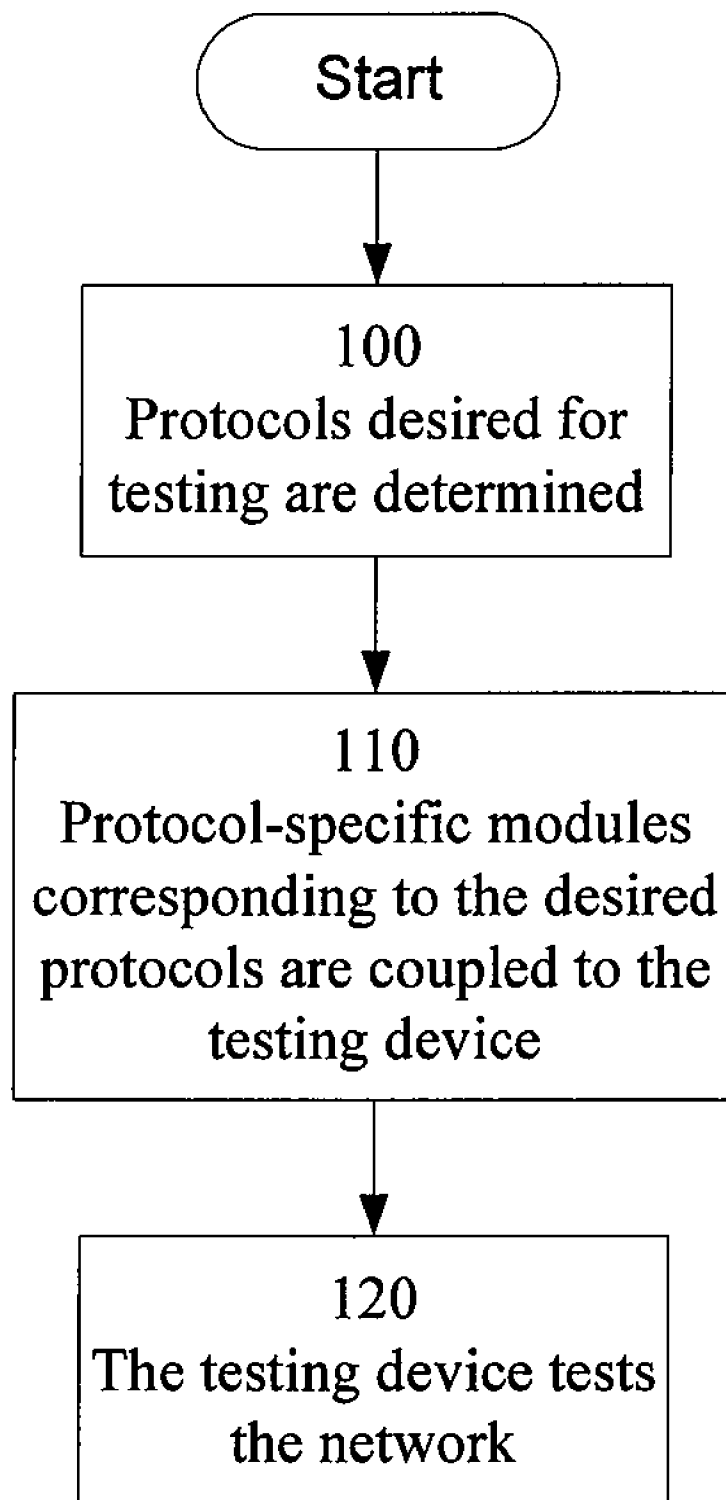 Start
100
Protocols desired for
testing are determined
110
Protocol-specific modules
corresponding to the desired
protocols are coupled to the
testing device
120
The testing device tests
the network